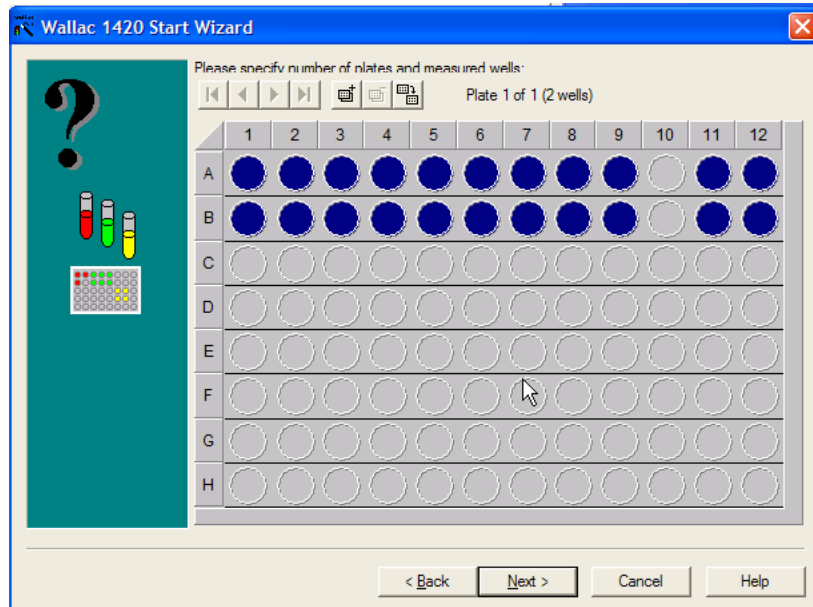 Wallac 1420 Start Wizard
Please specify number of plates and measured wells:
Plate 1 of 1 (2 wells)
1 2 3 4 5 6 7 8 9 10 11 12
A
B
C
D
E
F
G
H
< Back Next > Cancel Help